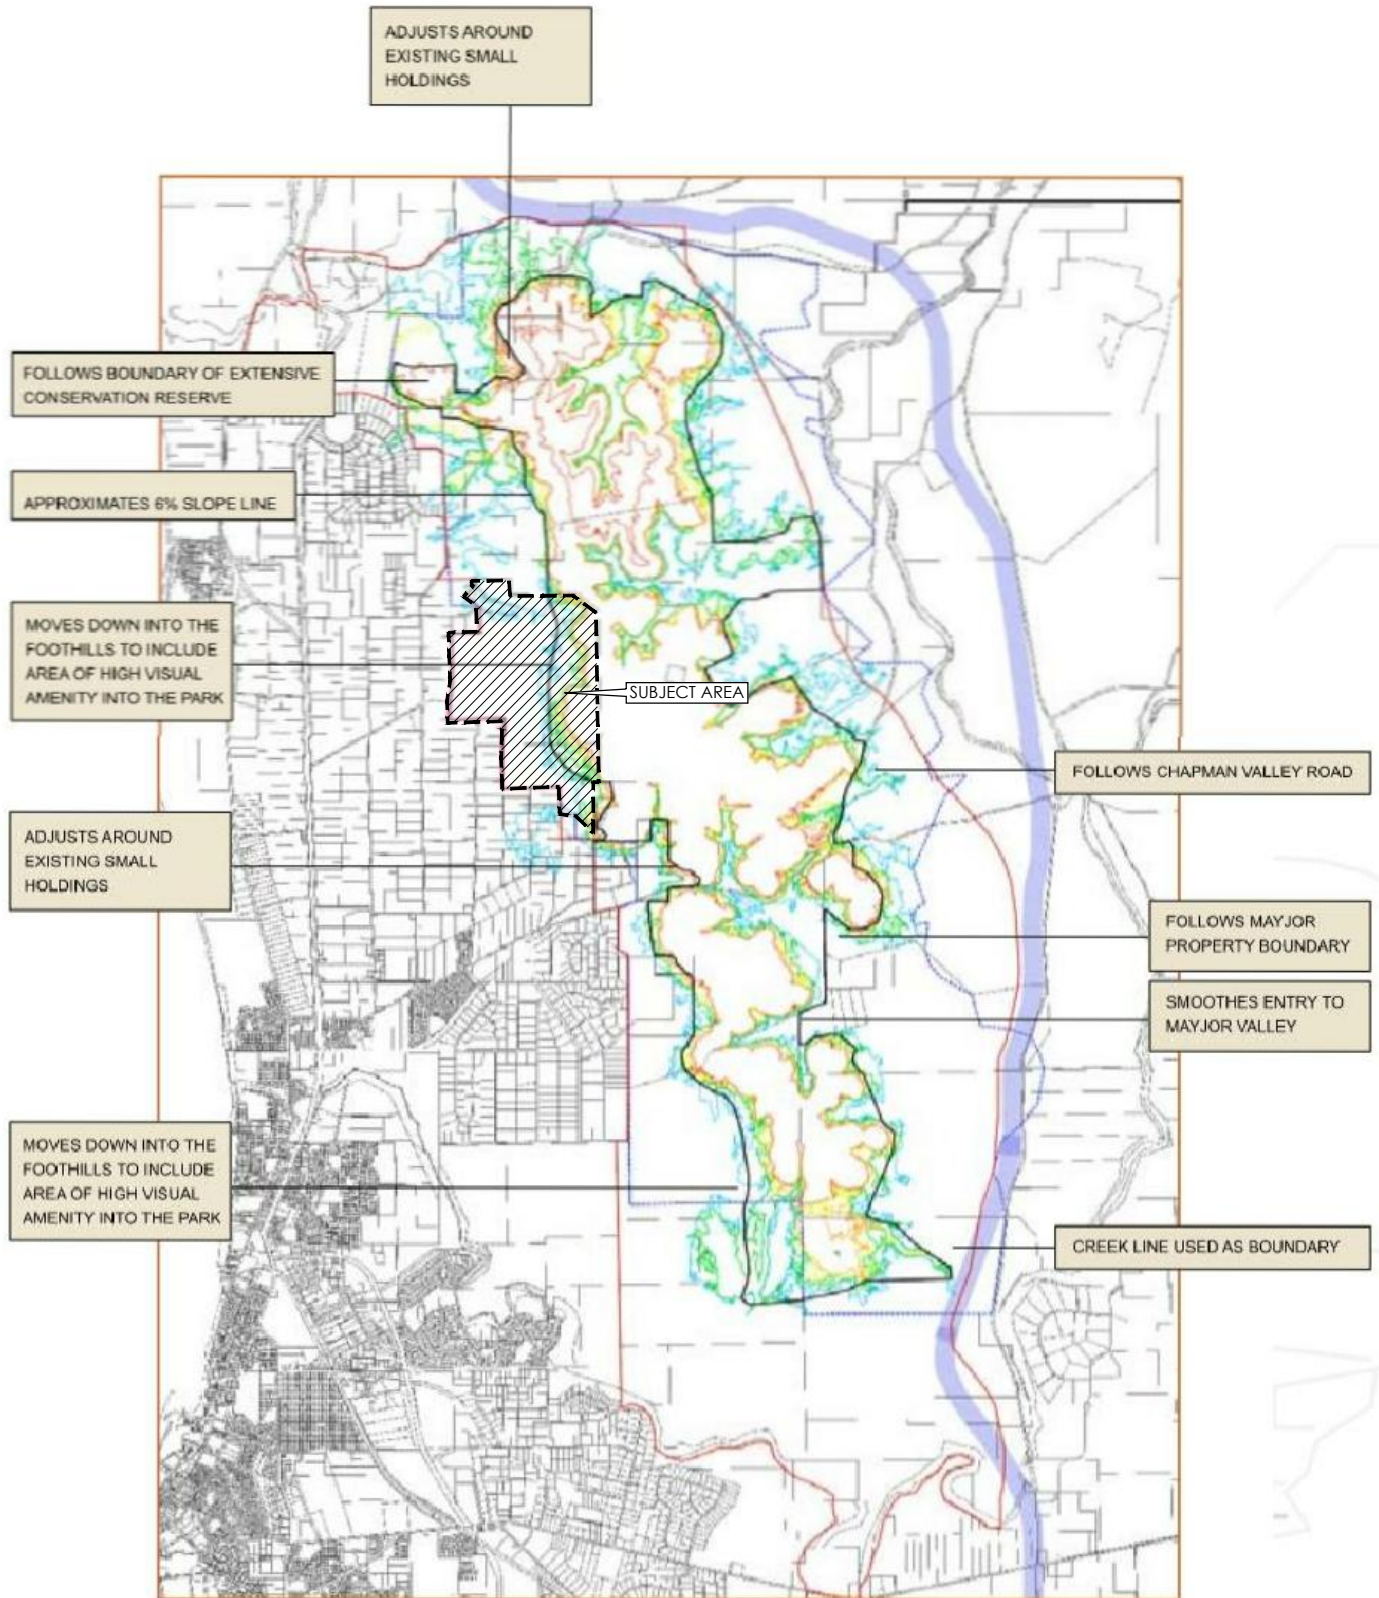 ADJUSTS AROUND
EXISTING SMALL
HOLDINGS
FOLLOWS BOUNDARY OF EXTENSIVE
CONSERVATION RESERVE
APPROXIMATES 6% SLOPE LINE
MOVES DOWN INTO THE
FOOTHILLS TO INCLUDE
AREA OF HIGH VISUAL
AMENITY INTO THE PARK
SUBJECT AREA
FOLLOWS CHAPMAN VALLEY ROAD
ADJUSTS AROUND
EXISTING SMALL
HOLDINGS
FOLLOWS MAYJOR
PROPERTY BOUNDARY
SMOOTHES ENTRY TO
MAYJOR VALLEY
MOVES DOWN INTO THE
FOOTHILLS TO INCLUDE
AREA OF HIGH VISUAL
AMENITY INTO THE PARK
CREEK LINE USED AS BOUNDARY